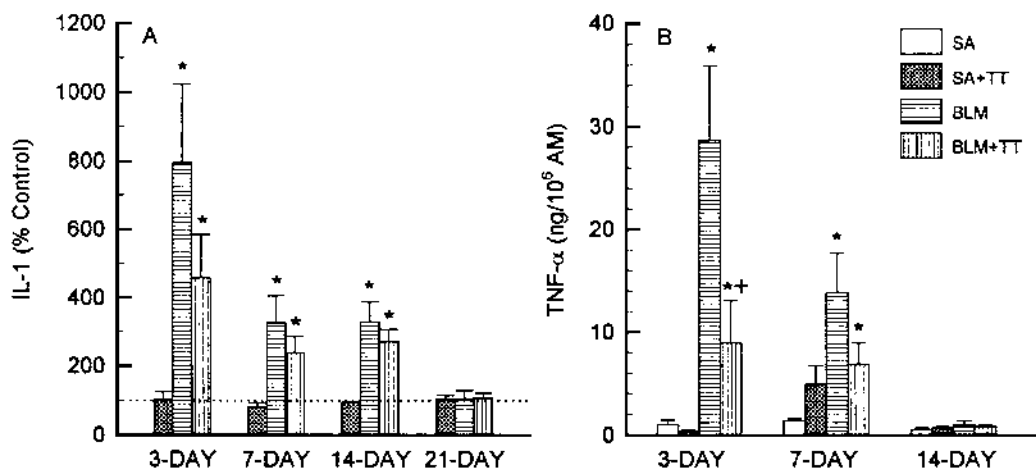 A
IL-1 (% Control)
1200
1000
800
600
400
200
0
*
*
*
*
*
*
3-DAY 7-DAY 14-DAY 21-DAY
B
TNF-α (ng/10⁶ AM)
40
30
20
10
0
*
*+
*
*
3-DAY 7-DAY 14-DAY
SA
SA+TT
BLM
BLM+TT